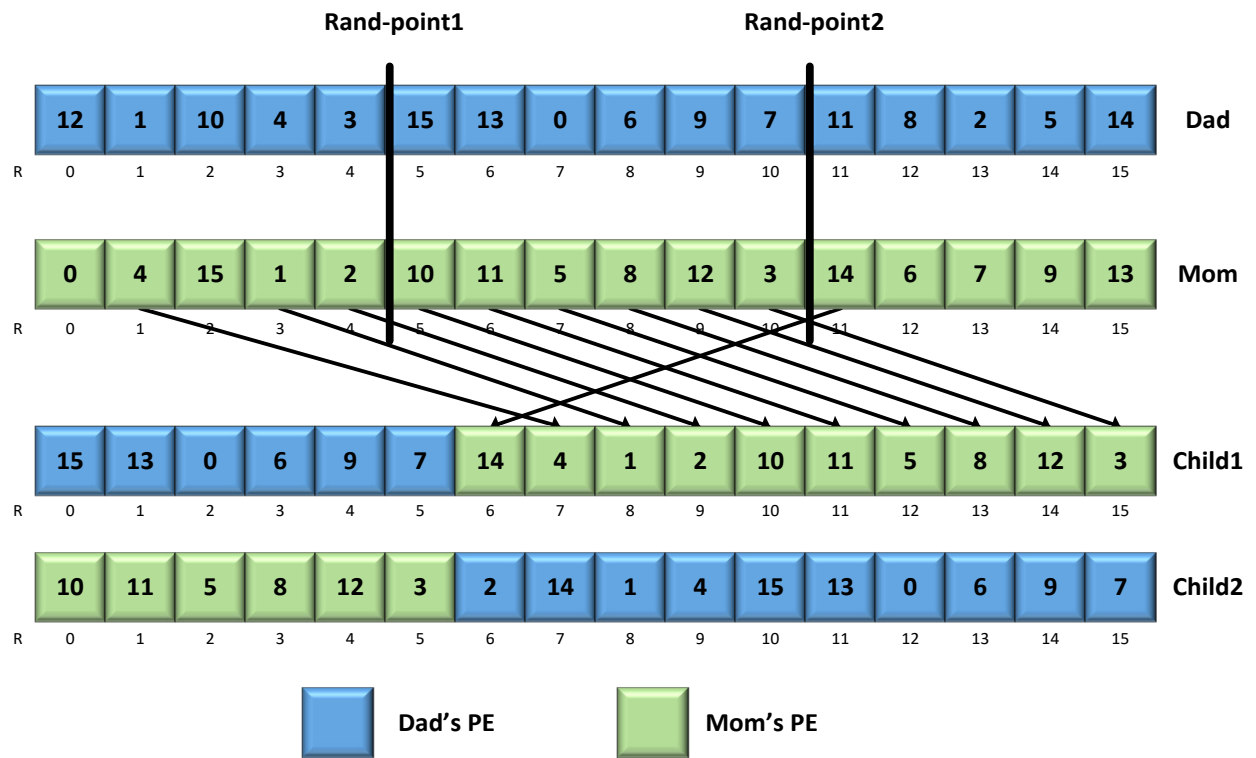 Rand-point1 Rand-point2
12 1 10 4 3 15 13 0 6 9 7 11 8 2 5 14 Dad
R 0 1 2 3 4 5 6 7 8 9 10 11 12 13 14 15
0 4 15 1 2 10 11 5 8 12 3 14 6 7 9 13 Mom
R 0 1 2 3 4 5 6 7 8 9 10 11 12 13 14 15
15 13 0 6 9 7 14 4 1 2 10 11 5 8 12 3 Child1
R 0 1 2 3 4 5 6 7 8 9 10 11 12 13 14 15
10 11 5 8 12 3 2 14 1 4 15 13 0 6 9 7 Child2
R 0 1 2 3 4 5 6 7 8 9 10 11 12 13 14 15
Dad's PE Mom's PE